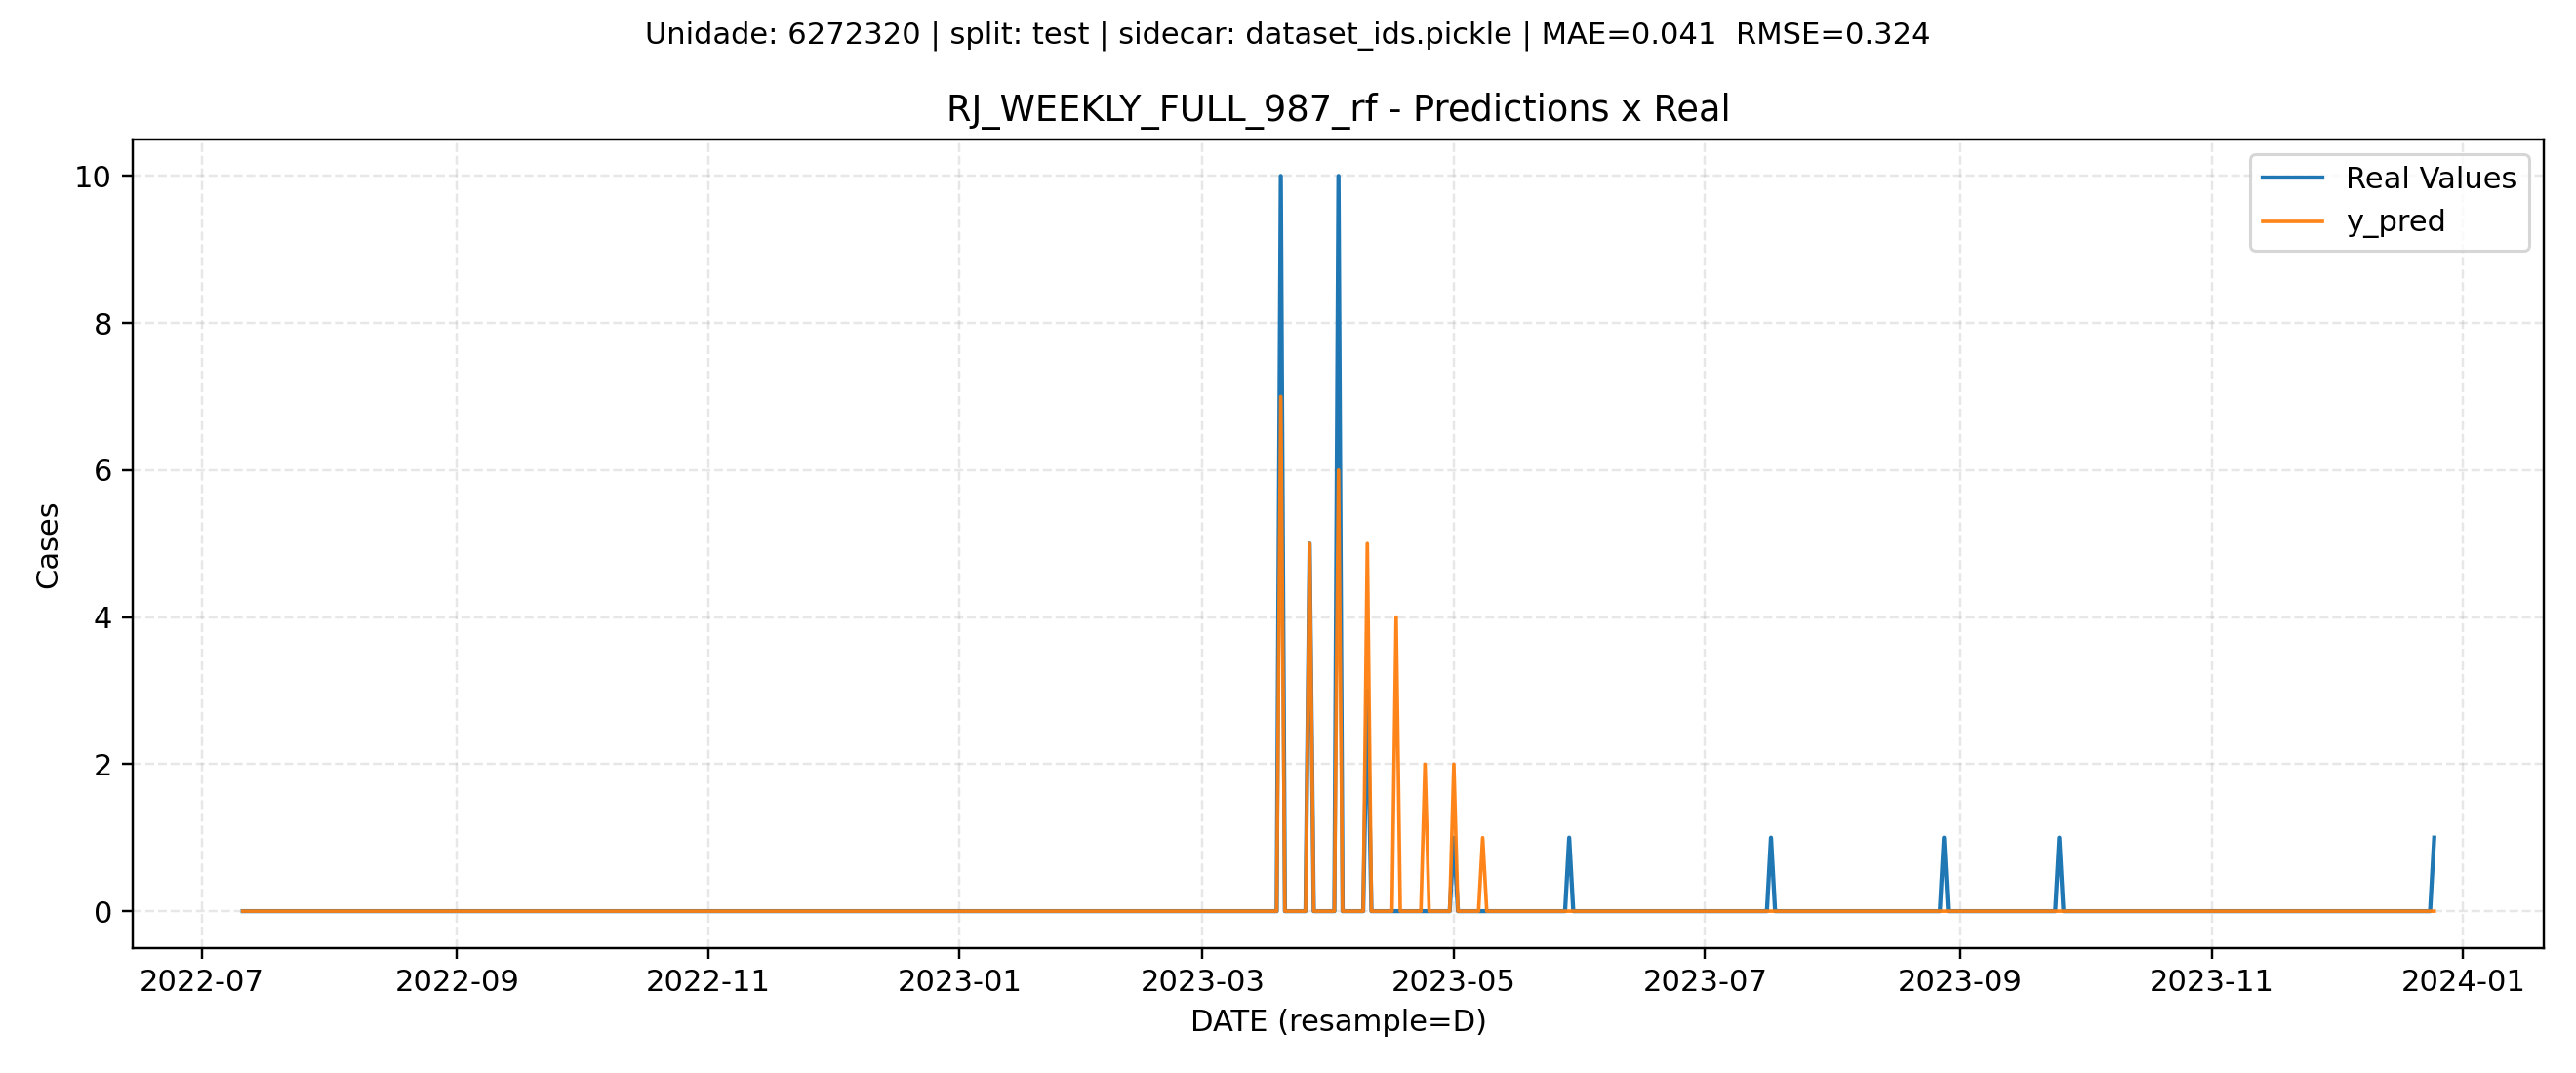 Unidade: 6272320 | split: test | sidecar: dataset_ids.pickle | MAE=0.041  RMSE=0.324
RJ_WEEKLY_FULL_987_rf - Predictions x Real
Real Values
y_pred
10
8
6
4
2
0
Cases
2022-07 2022-09 2022-11 2023-01 2023-03 2023-05 2023-07 2023-09 2023-11 2024-01
DATE (resample=D)